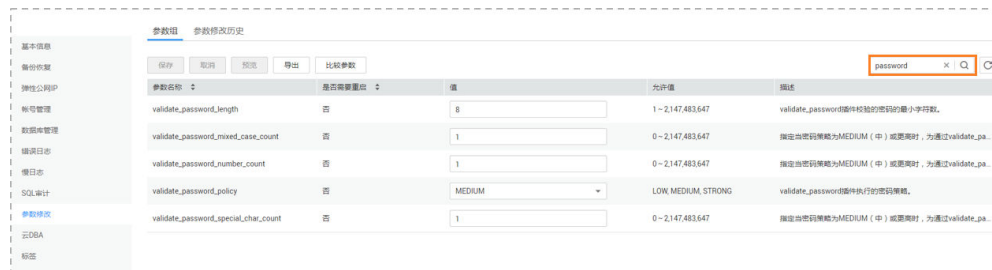 参数组 参数修改历史
基本信息
备份恢复
弹性公网IP
帐号管理
数据库管理
错误日志
慢日志
SQL审计
参数修改
云DBA
标签
保存 取消 预览 导出 比较参数 password
参数名称 是否需要重启 值 允许值 描述
validate_password_length 否 8 1 ~ 2,147,483,647 validate_password插件校验的密码的最小字符数。
validate_password_mixed_case_count 否 1 0 ~ 2,147,483,647 指定当密码策略为MEDIUM（中）或更高时，为通过validate_pa...
validate_password_number_count 否 1 0 ~ 2,147,483,647 指定当密码策略为MEDIUM（中）或更高时，为通过validate_pa...
validate_password_policy 否 MEDIUM LOW, MEDIUM, STRONG validate_password插件执行的密码策略。
validate_password_special_char_count 否 1 0 ~ 2,147,483,647 指定当密码策略为MEDIUM（中）或更高时，为通过validate_pa...